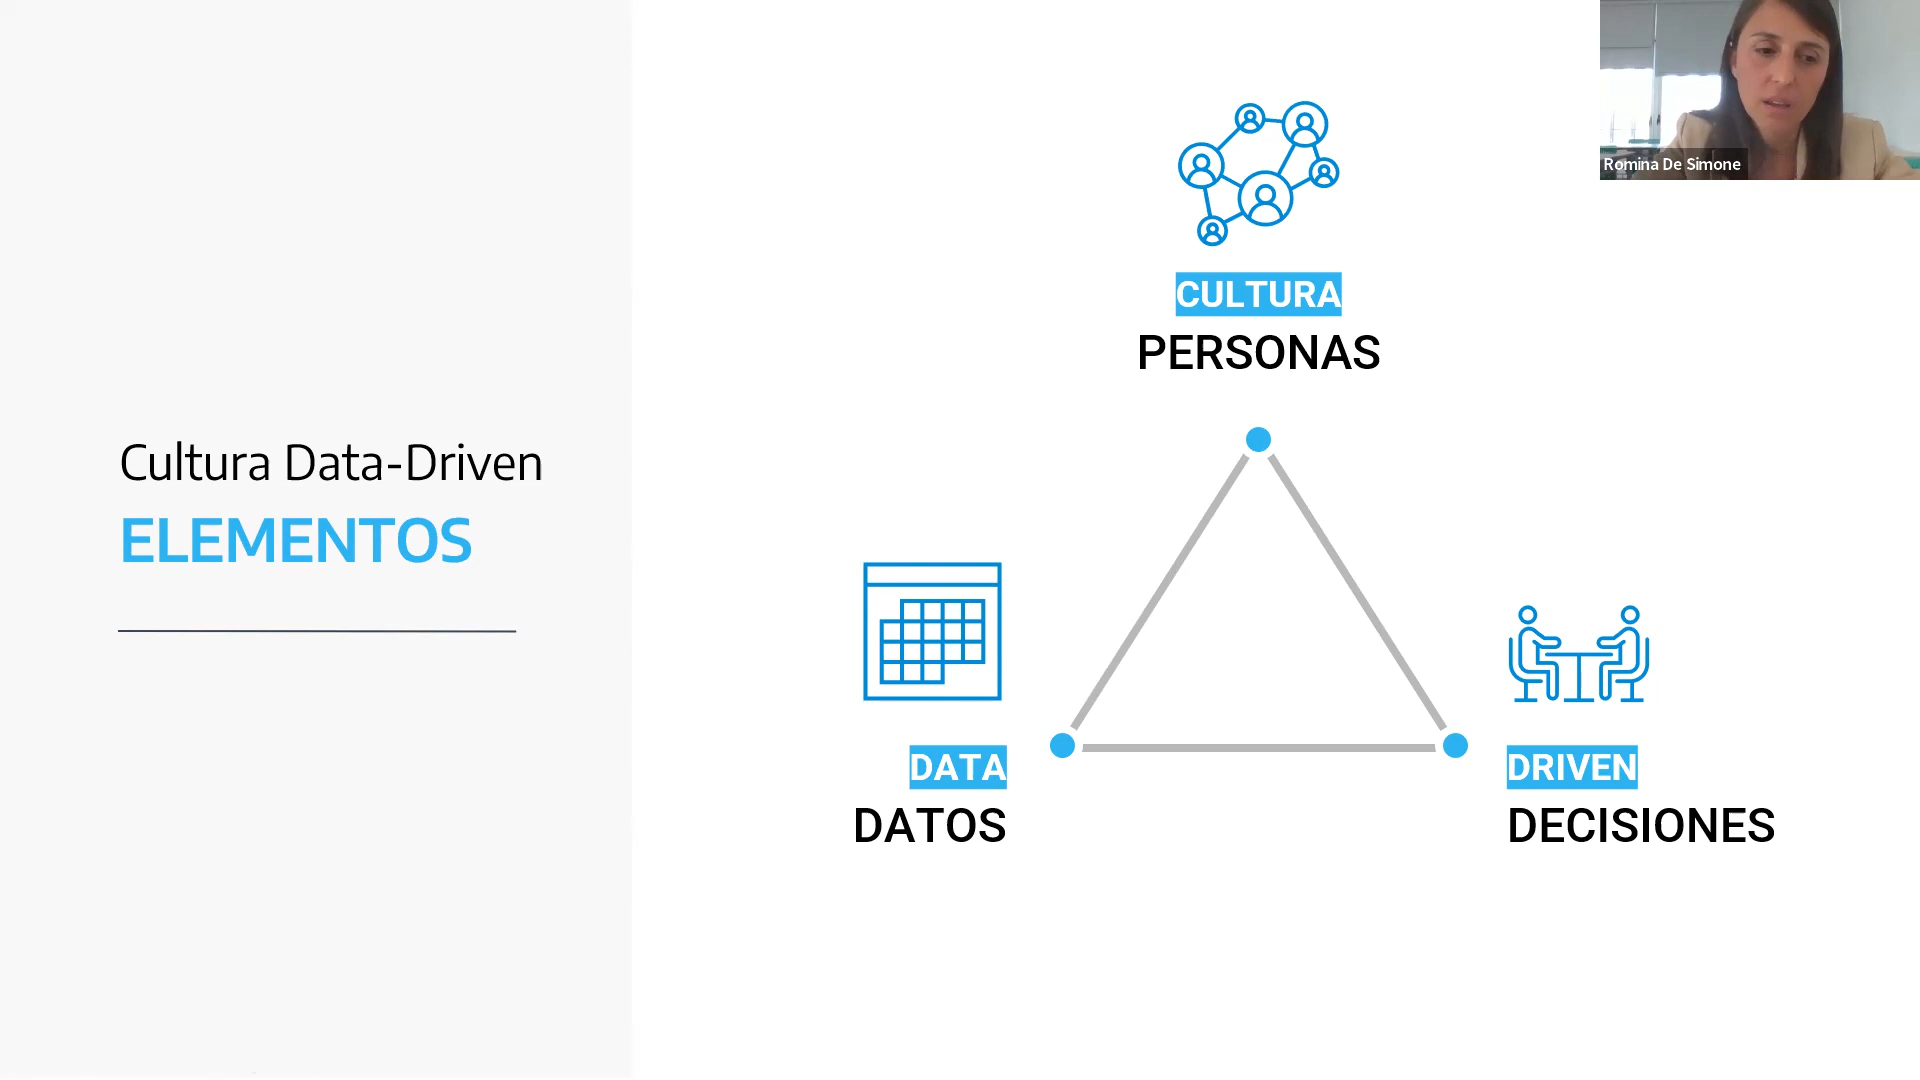 Romina De Simone
Cultura Data-Driven
ELEMENTOS
CULTURA
PERSONAS
DATA
DATOS
DRIVEN
DECISIONES